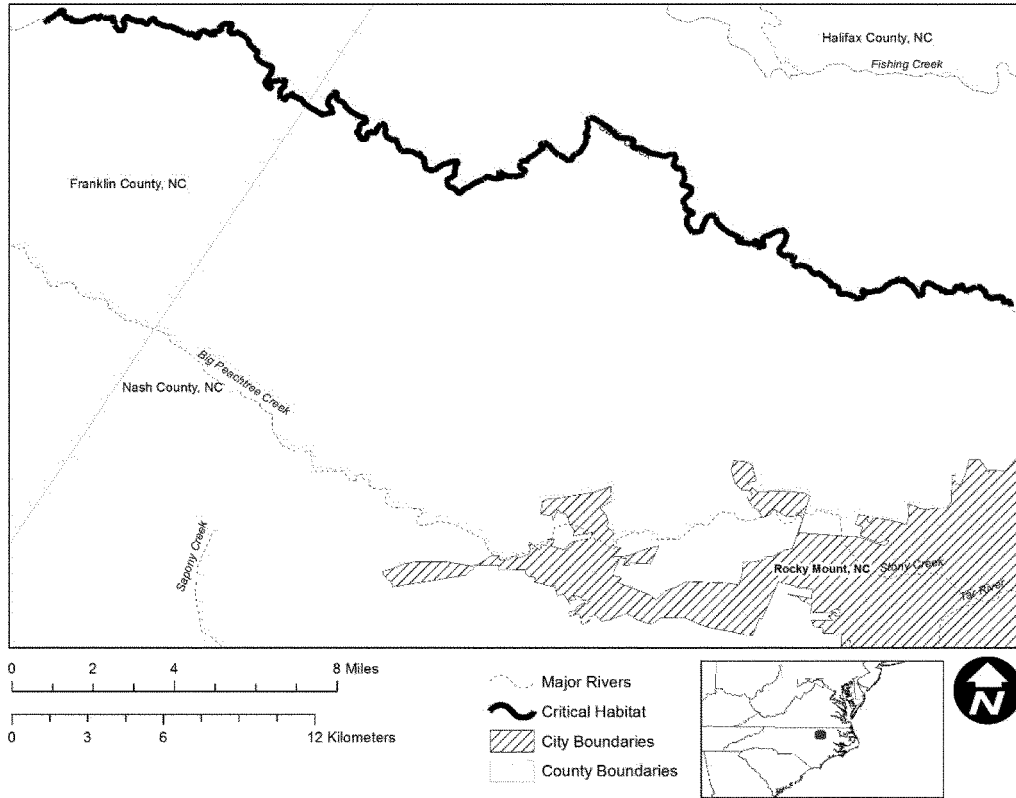 Halifax County, NC
Fishing Creek
Franklin County, NC
Big Peachtree Creek
Nash County, NC
Sapony Creek
Rocky Mount, NC
Stony Creek
Tar River
0 2 4 8 Miles
0 3 6 12 Kilometers
Major Rivers
Critical Habitat
City Boundaries
County Boundaries
N